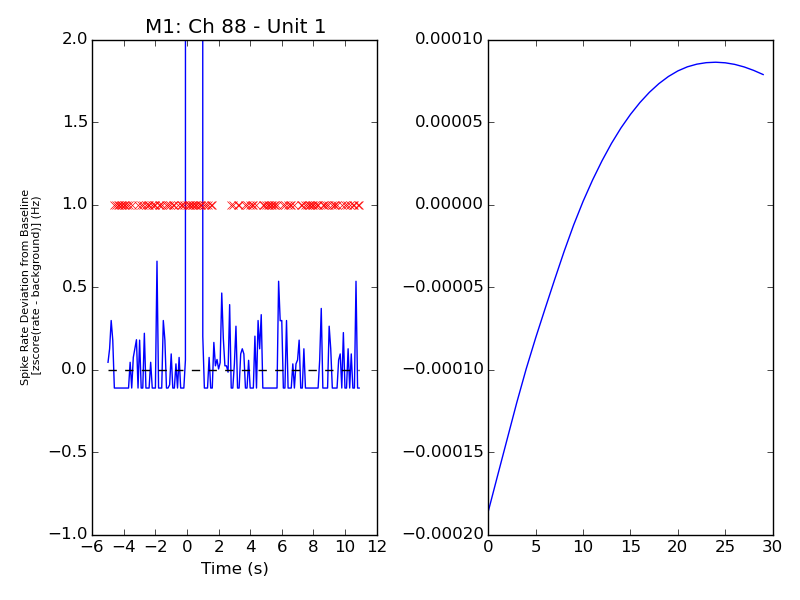 M1: Ch 88 - Unit 1
2.0
1.5
1.0
0.5
0.0
−0.5
−1.0
Spike Rate Deviation from Baseline
[zscore(rate - background)] (Hz)
−6 −4 −2 0 2 4 6 8 10 12
Time (s)
0.00010
0.00005
0.00000
−0.00005
−0.00010
−0.00015
−0.00020
0 5 10 15 20 25 30